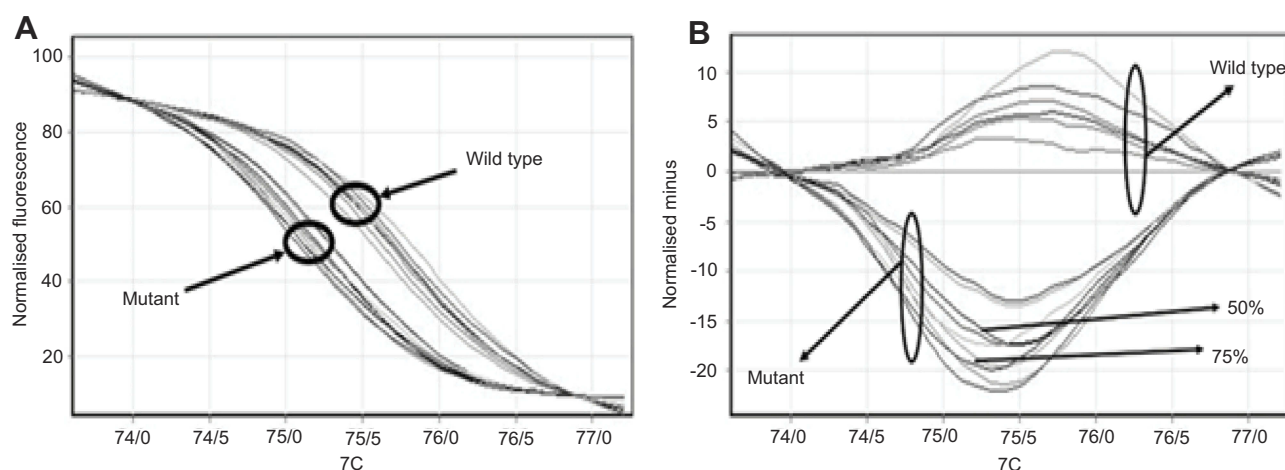 A
Normalised fluorescence
100
80
60
40
20
Wild type
Mutant
74/0 74/5 75/0 75/5 76/0 76/5 77/0
7C
B
Normalised minus
10
5
0
-5
-10
-15
-20
Wild type
50%
75%
Mutant
74/0 74/5 75/0 75/5 76/0 76/5 77/0
7C